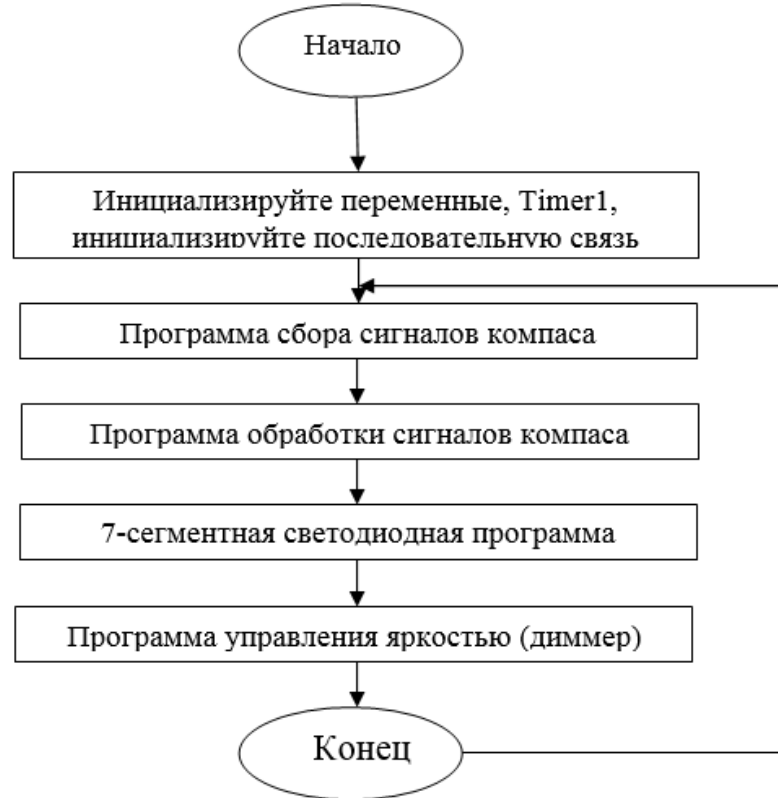 Начало
Инициализируйте переменные, Timer1,
инициализируйте последовательную связь
Программа сбора сигналов компаса
Программа обработки сигналов компаса
7-сегментная светодиодная программа
Программа управления яркостью (диммер)
Конец